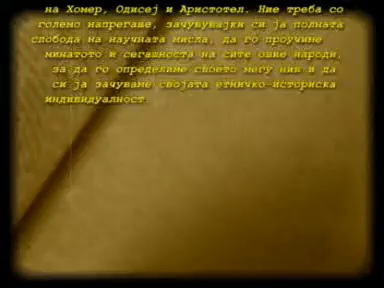 на Хомер, Одисеј и Аристотел. Ние треба со
големо напрегање, зачувувајки си ја полната
слобода на научната мисла, да го проучиме
минатото и сегашноста на сите овие народи,
за да го определиме своето меѓу нив и да
си ја зачуваме својата етничко-историска
индивидуалност.